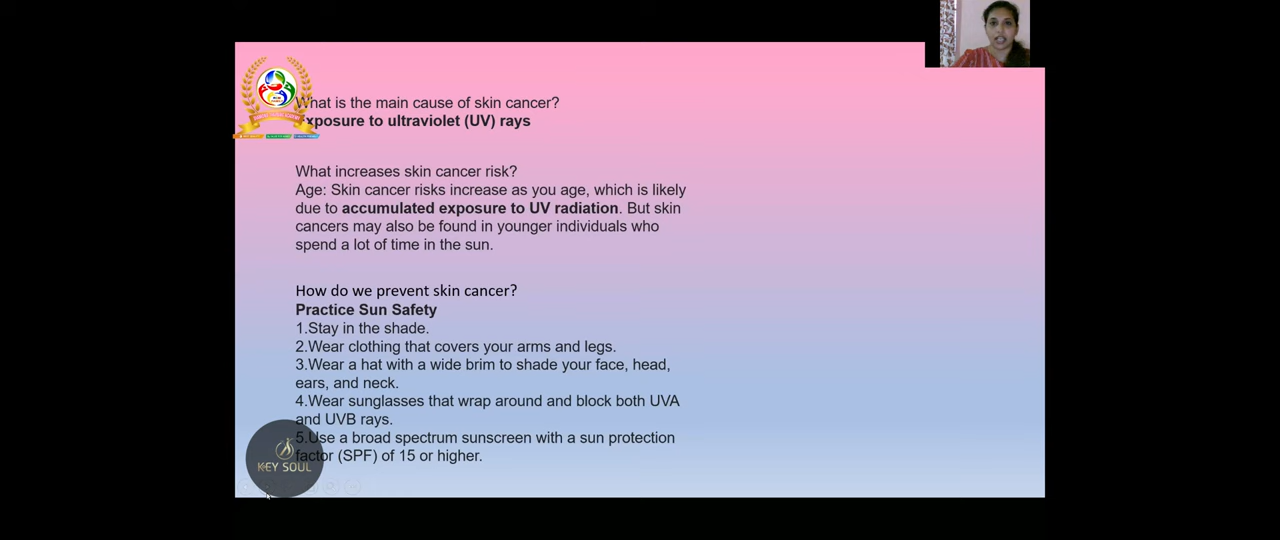 What is the main cause of skin cancer?
xposure to ultraviolet (UV) rays
What increases skin cancer risk?
Age: Skin cancer risks increase as you age, which is likely
due to accumulated exposure to UV radiation. But skin
cancers may also be found in younger individuals who
spend a lot of time in the sun.
How do we prevent skin cancer?
Practice Sun Safety
1.Stay in the shade.
2.Wear clothing that covers your arms and legs.
3.Wear a hat with a wide brim to shade your face, head,
ears, and neck.
4.Wear sunglasses that wrap around and block both UVA
and UVB rays.
5.Use a broad spectrum sunscreen with a sun protection
factor (SPF) of 15 or higher.
KEY SOUL